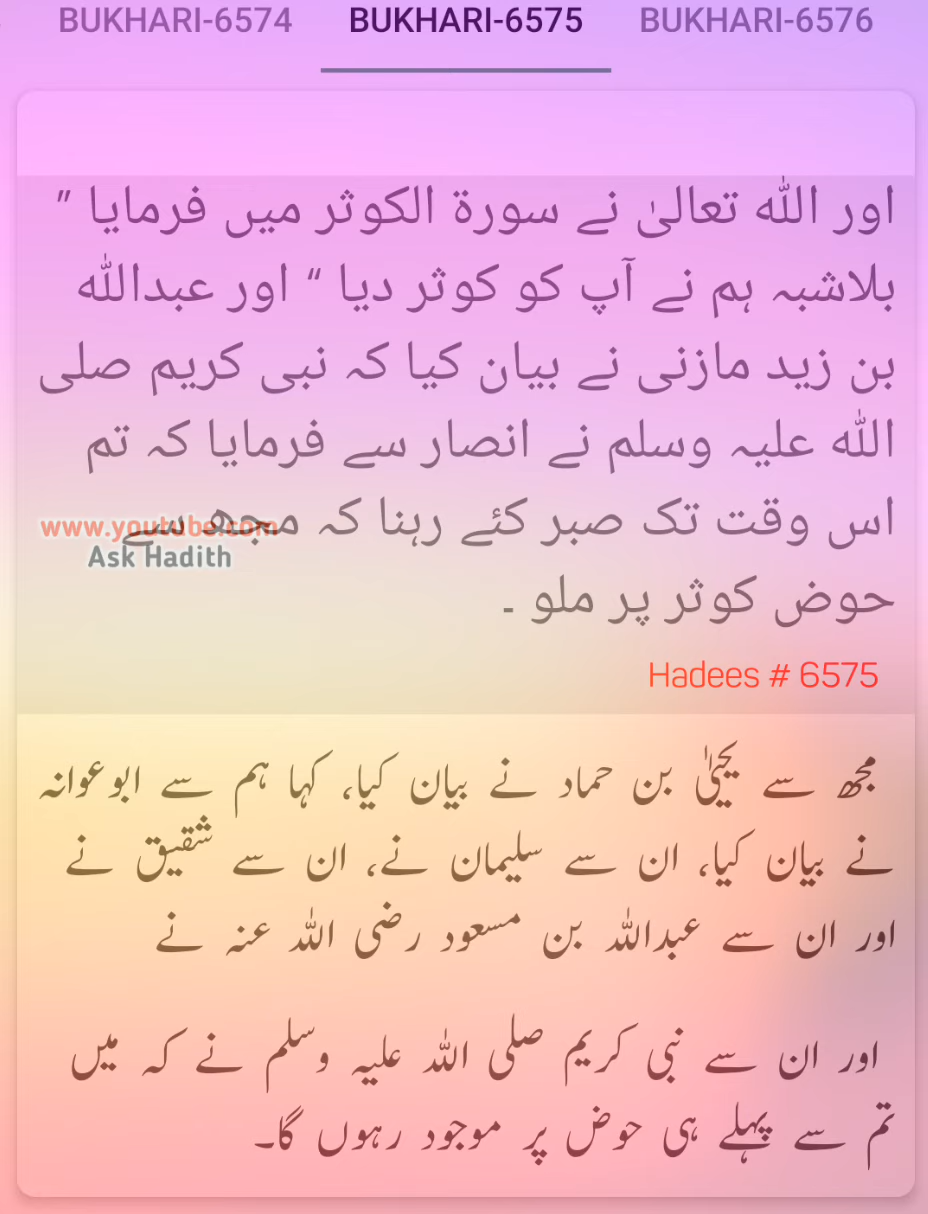 BUKHARI-6574 BUKHARI-6575 BUKHARI-6576
اور اللہ تعالیٰ نے سورۃ الکوثر میں فرمایا ”
بلاشبہ ہم نے آپ کو کوثر دیا “ اور عبداللہ
بن زید مازنی نے بیان کیا کہ نبی کریم صلی
اللہ علیہ وسلم نے انصار سے فرمایا کہ تم
اس وقت تک صبر کئے رہنا کہ مجھ سے
www.youtube.com
Ask Hadith
حوض کوثر پر ملو ۔
Hadees # 6575
مجھ سے یحییٰ بن حماد نے بیان کیا، کہا ہم سے ابوعوانہ
نے بیان کیا، ان سے سلیمان نے، ان سے شقیق نے
اور ان سے عبداللہ بن مسعود رضی اللہ عنہ نے
اور ان سے نبی کریم صلی اللہ علیہ وسلم نے کہ میں
تم سے پہلے ہی حوض پر موجود رہوں گا۔